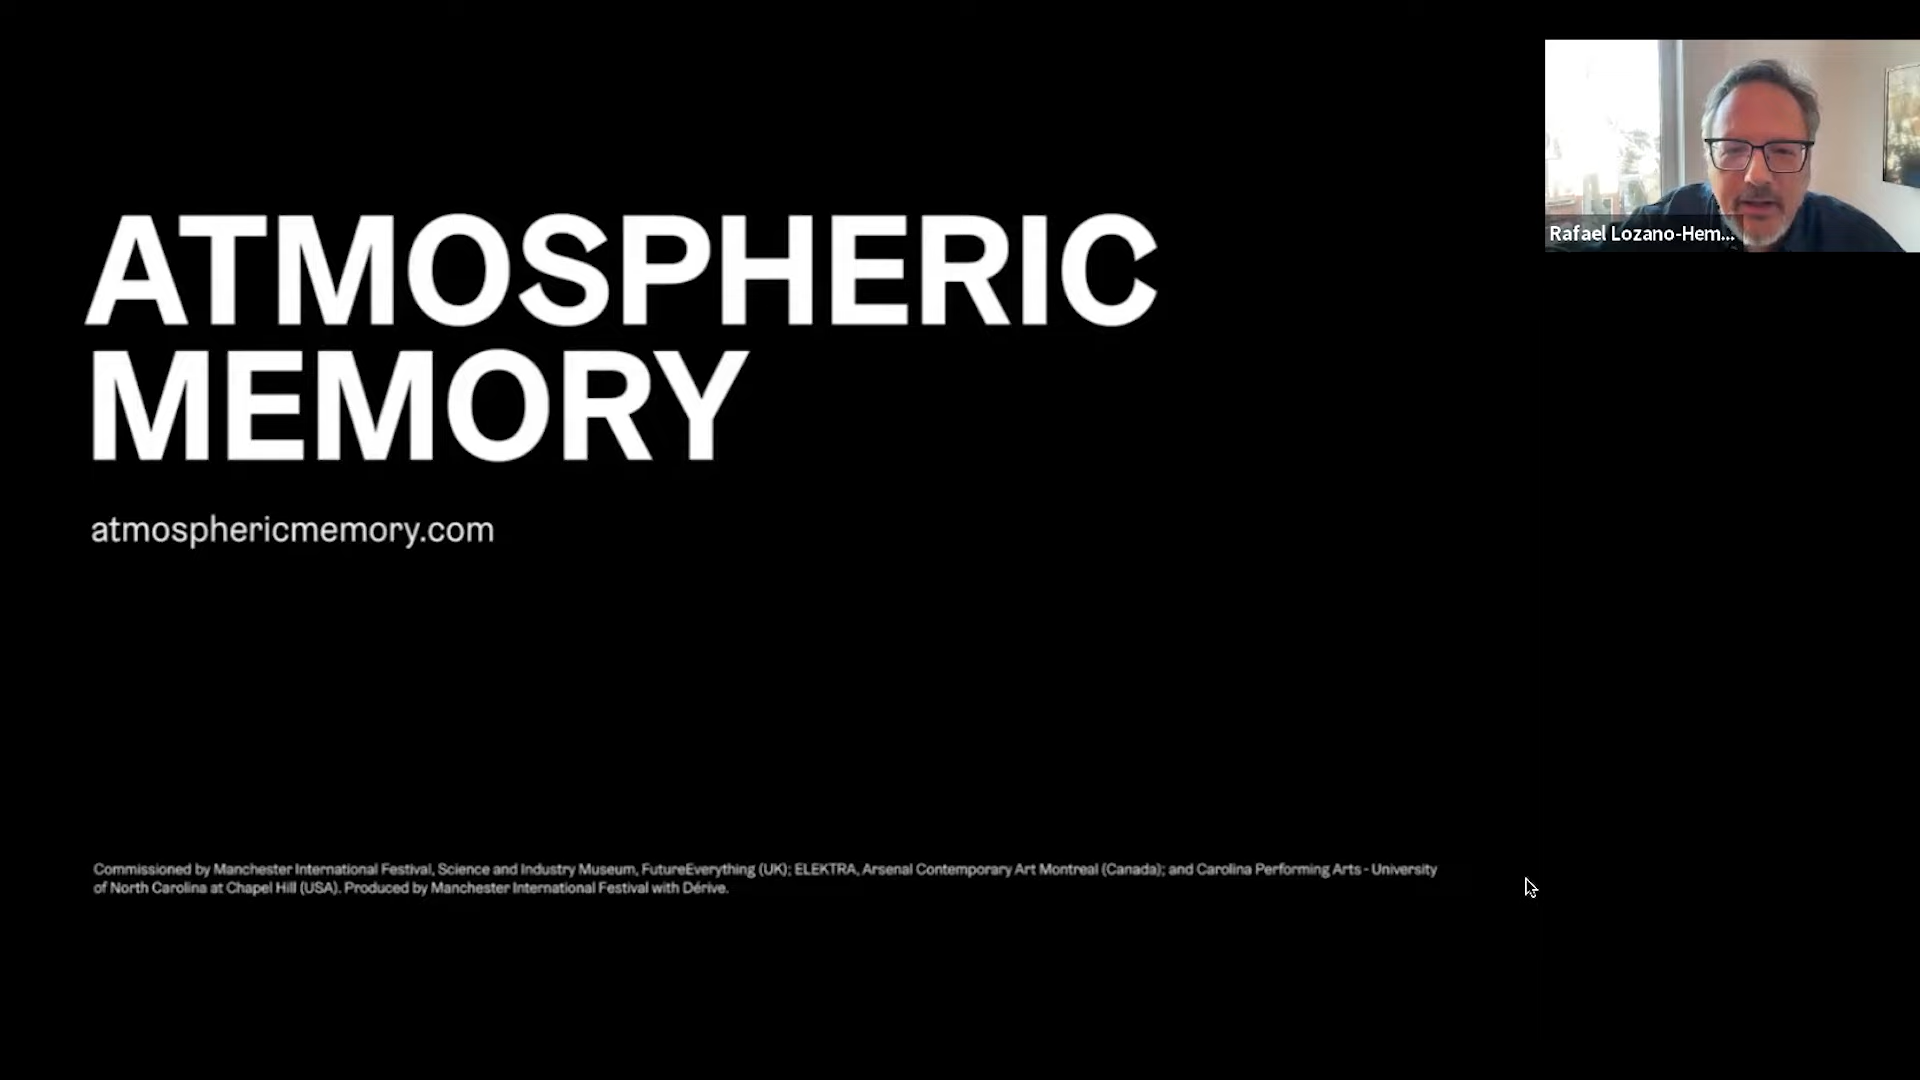 ATMOSPHERIC
MEMORY
atmosphericmemory.com
Commissioned by Manchester International Festival, Science and Industry Museum, FutureEverything (UK); ELEKTRA, Arsenal Contemporary Art Montreal (Canada); and Carolina Performing Arts - University
of North Carolina at Chapel Hill (USA). Produced by Manchester International Festival with Dérive.
Rafael Lozano-Hem...